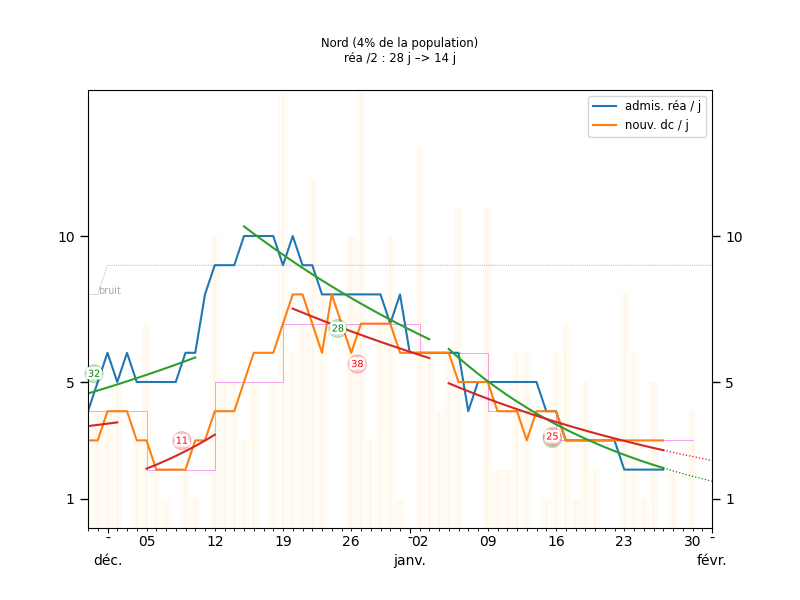 Nord (4% de la population)
réa /2 : 28 j –> 14 j
admis. réa / j
nouv. dc / j
10
10
bruit
28
38
32
5
5
11
25
1
1
05
12
19
26
02
09
16
23
30
déc.
janv.
févr.